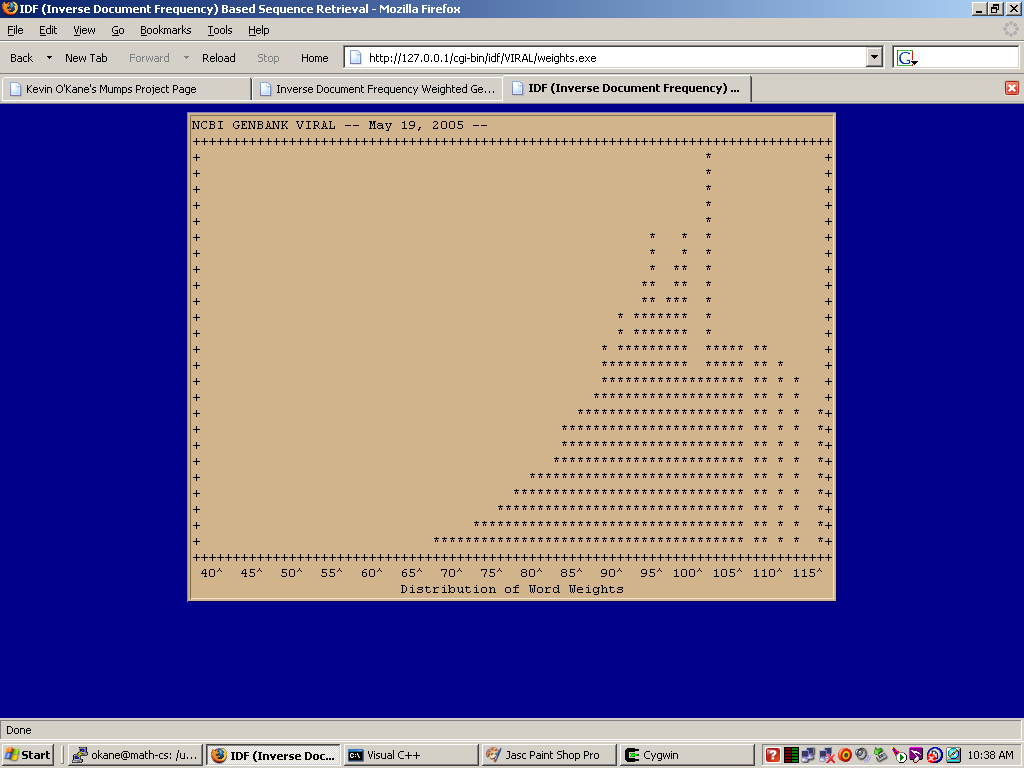 IDF (Inverse Document Frequency) Based Sequence Retrieval - Mozilla Firefox
File Edit View Go Bookmarks Tools Help
Back New Tab Forward Reload Stop Home http://127.0.0.1/cgi-bin/idf/VIRAL/weights.exe
Kevin O'Kane's Mumps Project Page Inverse Document Frequency Weighted Ge... IDF (Inverse Document Frequency) ...
NCBI GENBANK VIRAL -- May 19, 2005 --
40^ 45^ 50^ 55^ 60^ 65^ 70^ 75^ 80^ 85^ 90^ 95^ 100^ 105^ 110^ 115^
Distribution of Word Weights
Done
Start okane@math-cs: /u... IDF (Inverse Doc... Visual C++ Jasc Paint Shop Pro Cygwin 10:38 AM